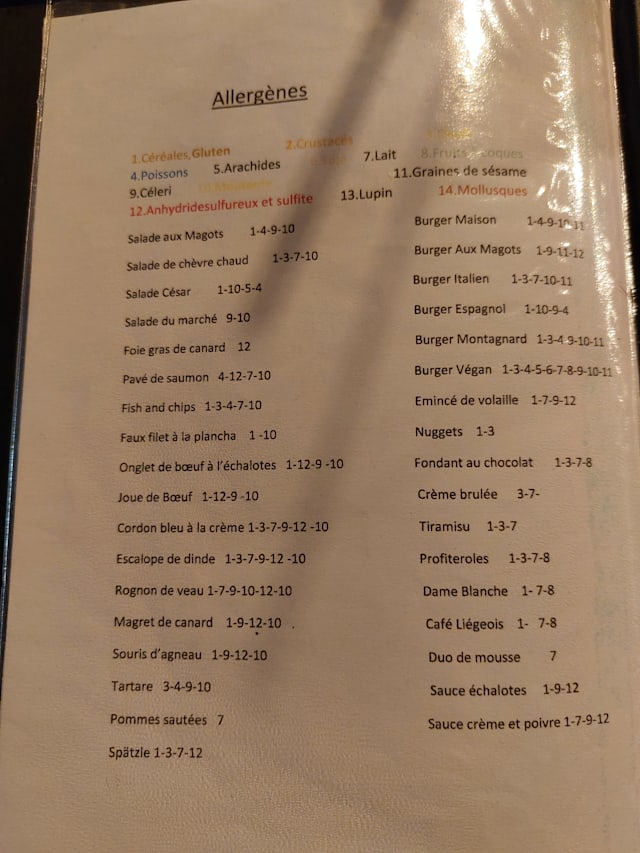 Allergènes
1.Céréales,Gluten 2.Crustacés
4.Poissons 5.Arachides 7.Lait 8.Fruits coques
9.Céleri 11.Graines de sésame
12.Anhydridesulfureux et sulfite 13.Lupin 14.Mollusques
Salade aux Magots 1-4-9-10
Salade de chèvre chaud 1-3-7-10
Salade César 1-10-5-4
Salade du marché 9-10
Foie gras de canard 12
Pavé de saumon 4-12-7-10
Fish and chips 1-3-4-7-10
Faux filet à la plancha 1 -10
Onglet de bœuf à l'échalotes 1-12-9 -10
Joue de Bœuf 1-12-9 -10
Cordon bleu à la crème 1-3-7-9-12 -10
Escalope de dinde 1-3-7-9-12 -10
Rognon de veau 1-7-9-10-12-10
Magret de canard 1-9-12-10 .
Souris d'agneau 1-9-12-10
Tartare 3-4-9-10
Pommes sautées 7
Spätzle 1-3-7-12
Burger Maison 1-4-9-10-11
Burger Aux Magots 1-9-11-12
Burger Italien 1-3-7-10-11
Burger Espagnol 1-10-9-4
Burger Montagnard 1-3-4-9-10-11
Burger Végan 1-3-4-5-6-7-8-9-10-11
Emincé de volaille 1-7-9-12
Nuggets 1-3
Fondant au chocolat 1-3-7-8
Crème brulée 3-7-
Tiramisu 1-3-7
Profiteroles 1-3-7-8
Dame Blanche 1- 7-8
Café Liégeois 1- 7-8
Duo de mousse 7
Sauce échalotes 1-9-12
Sauce crème et poivre 1-7-9-12